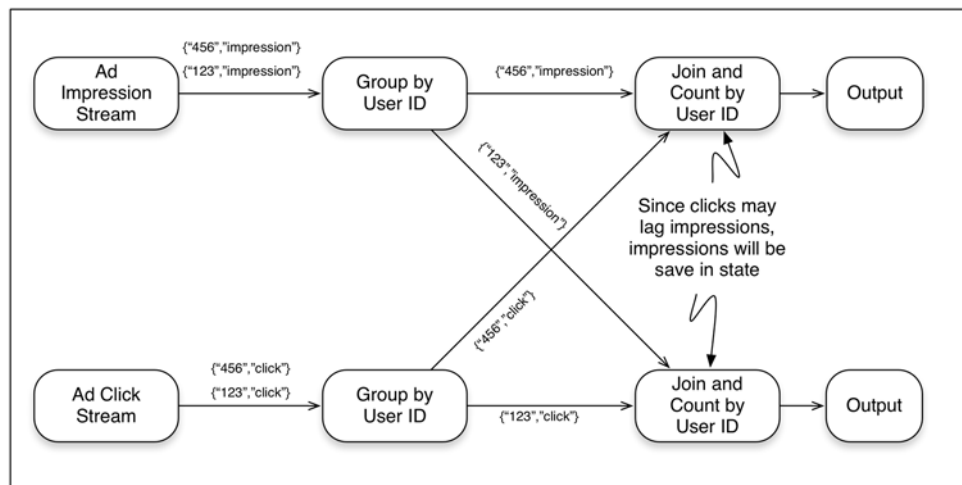 {“456”,”impression”}
{“123”,”impression”}
Ad
Impression
Stream
Group by
User ID
{“456”,”impression”}
Join and
Count by
User ID
Output
{“123”,”impression”}
Since clicks may
lag impressions,
impressions will be
save in state
{“456”,”click”}
{“456”,”click”}
{“123”,”click”}
Ad Click
Stream
Group by
User ID
{“123”,”click”}
Join and
Count by
User ID
Output